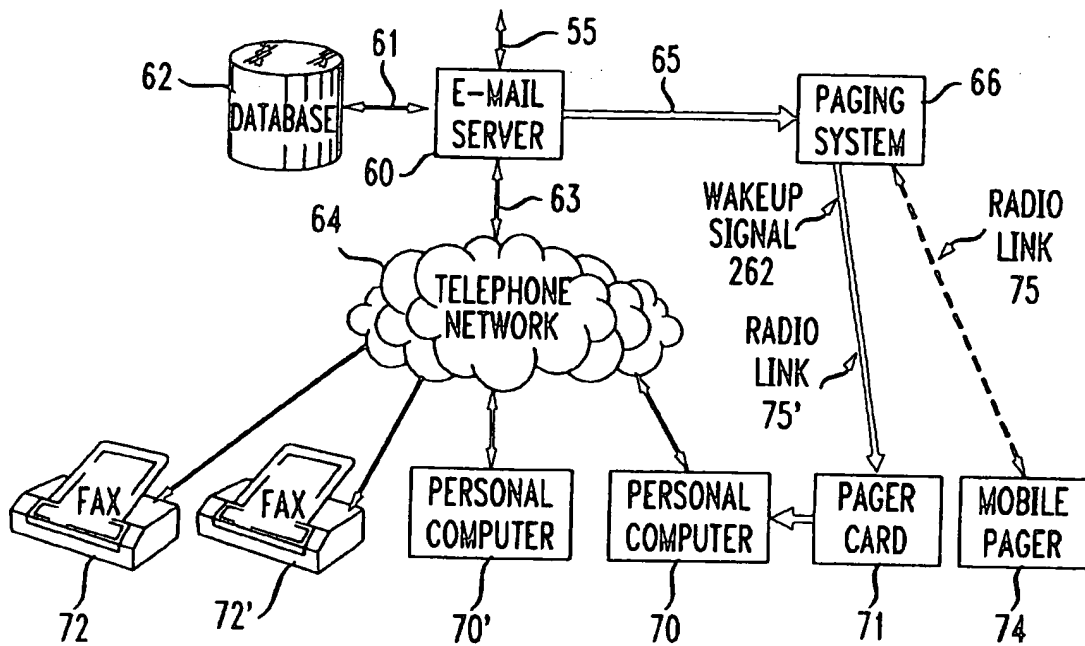 55
61
62
DATABASE
E-MAIL
SERVER
60
65
PAGING
SYSTEM
66
63
64
TELEPHONE
NETWORK
WAKEUP
SIGNAL
262
RADIO
LINK
75
RADIO
LINK
75'
FAX
FAX
PERSONAL
COMPUTER
PERSONAL
COMPUTER
PAGER
CARD
MOBILE
PAGER
72
72'
70'
70
71
74